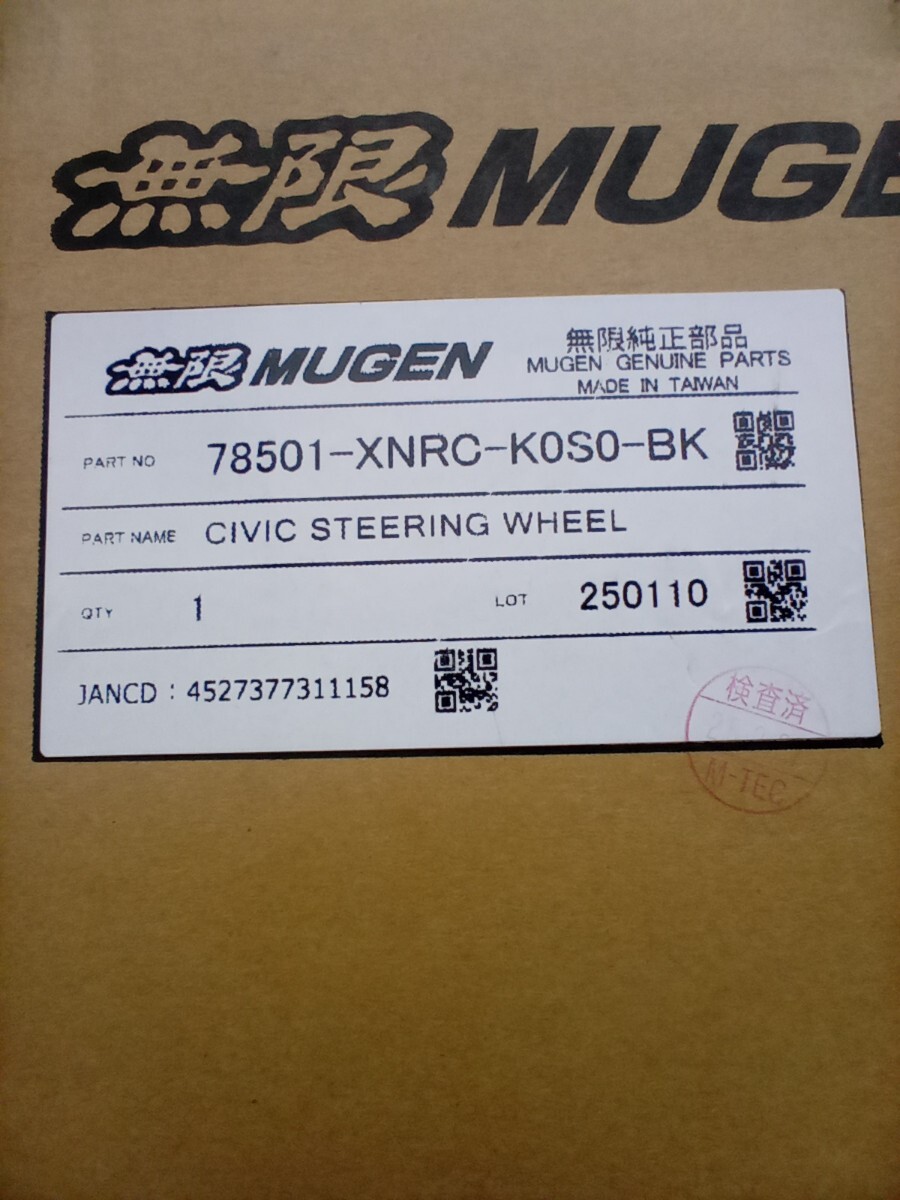 無限 MUGE
無限 MUGEN
無限純正部品
MUGEN GENUINE PARTS
MADE IN TAIWAN
PART NO 78501-XNRC-K0S0-BK
PART NAME CIVIC STEERING WHEEL
QTY 1 LOT 250110
JANCD : 4527377311158
検査済
M-TEC